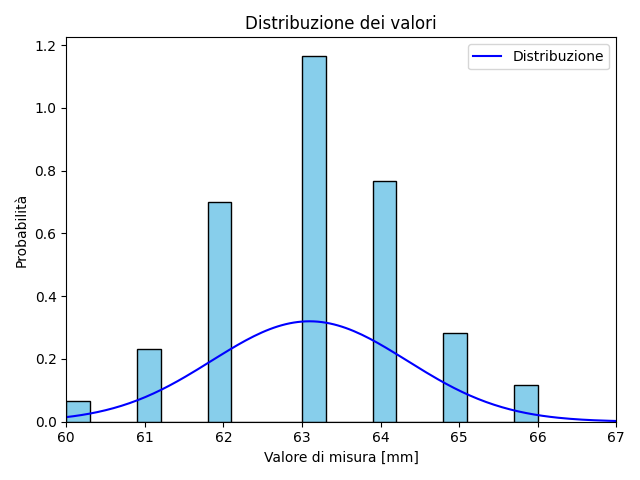 Distribuzione dei valori
Distribuzione
Probabilità
1.2
1.0
0.8
0.6
0.4
0.2
0.0
60 61 62 63 64 65 66 67
Valore di misura [mm]